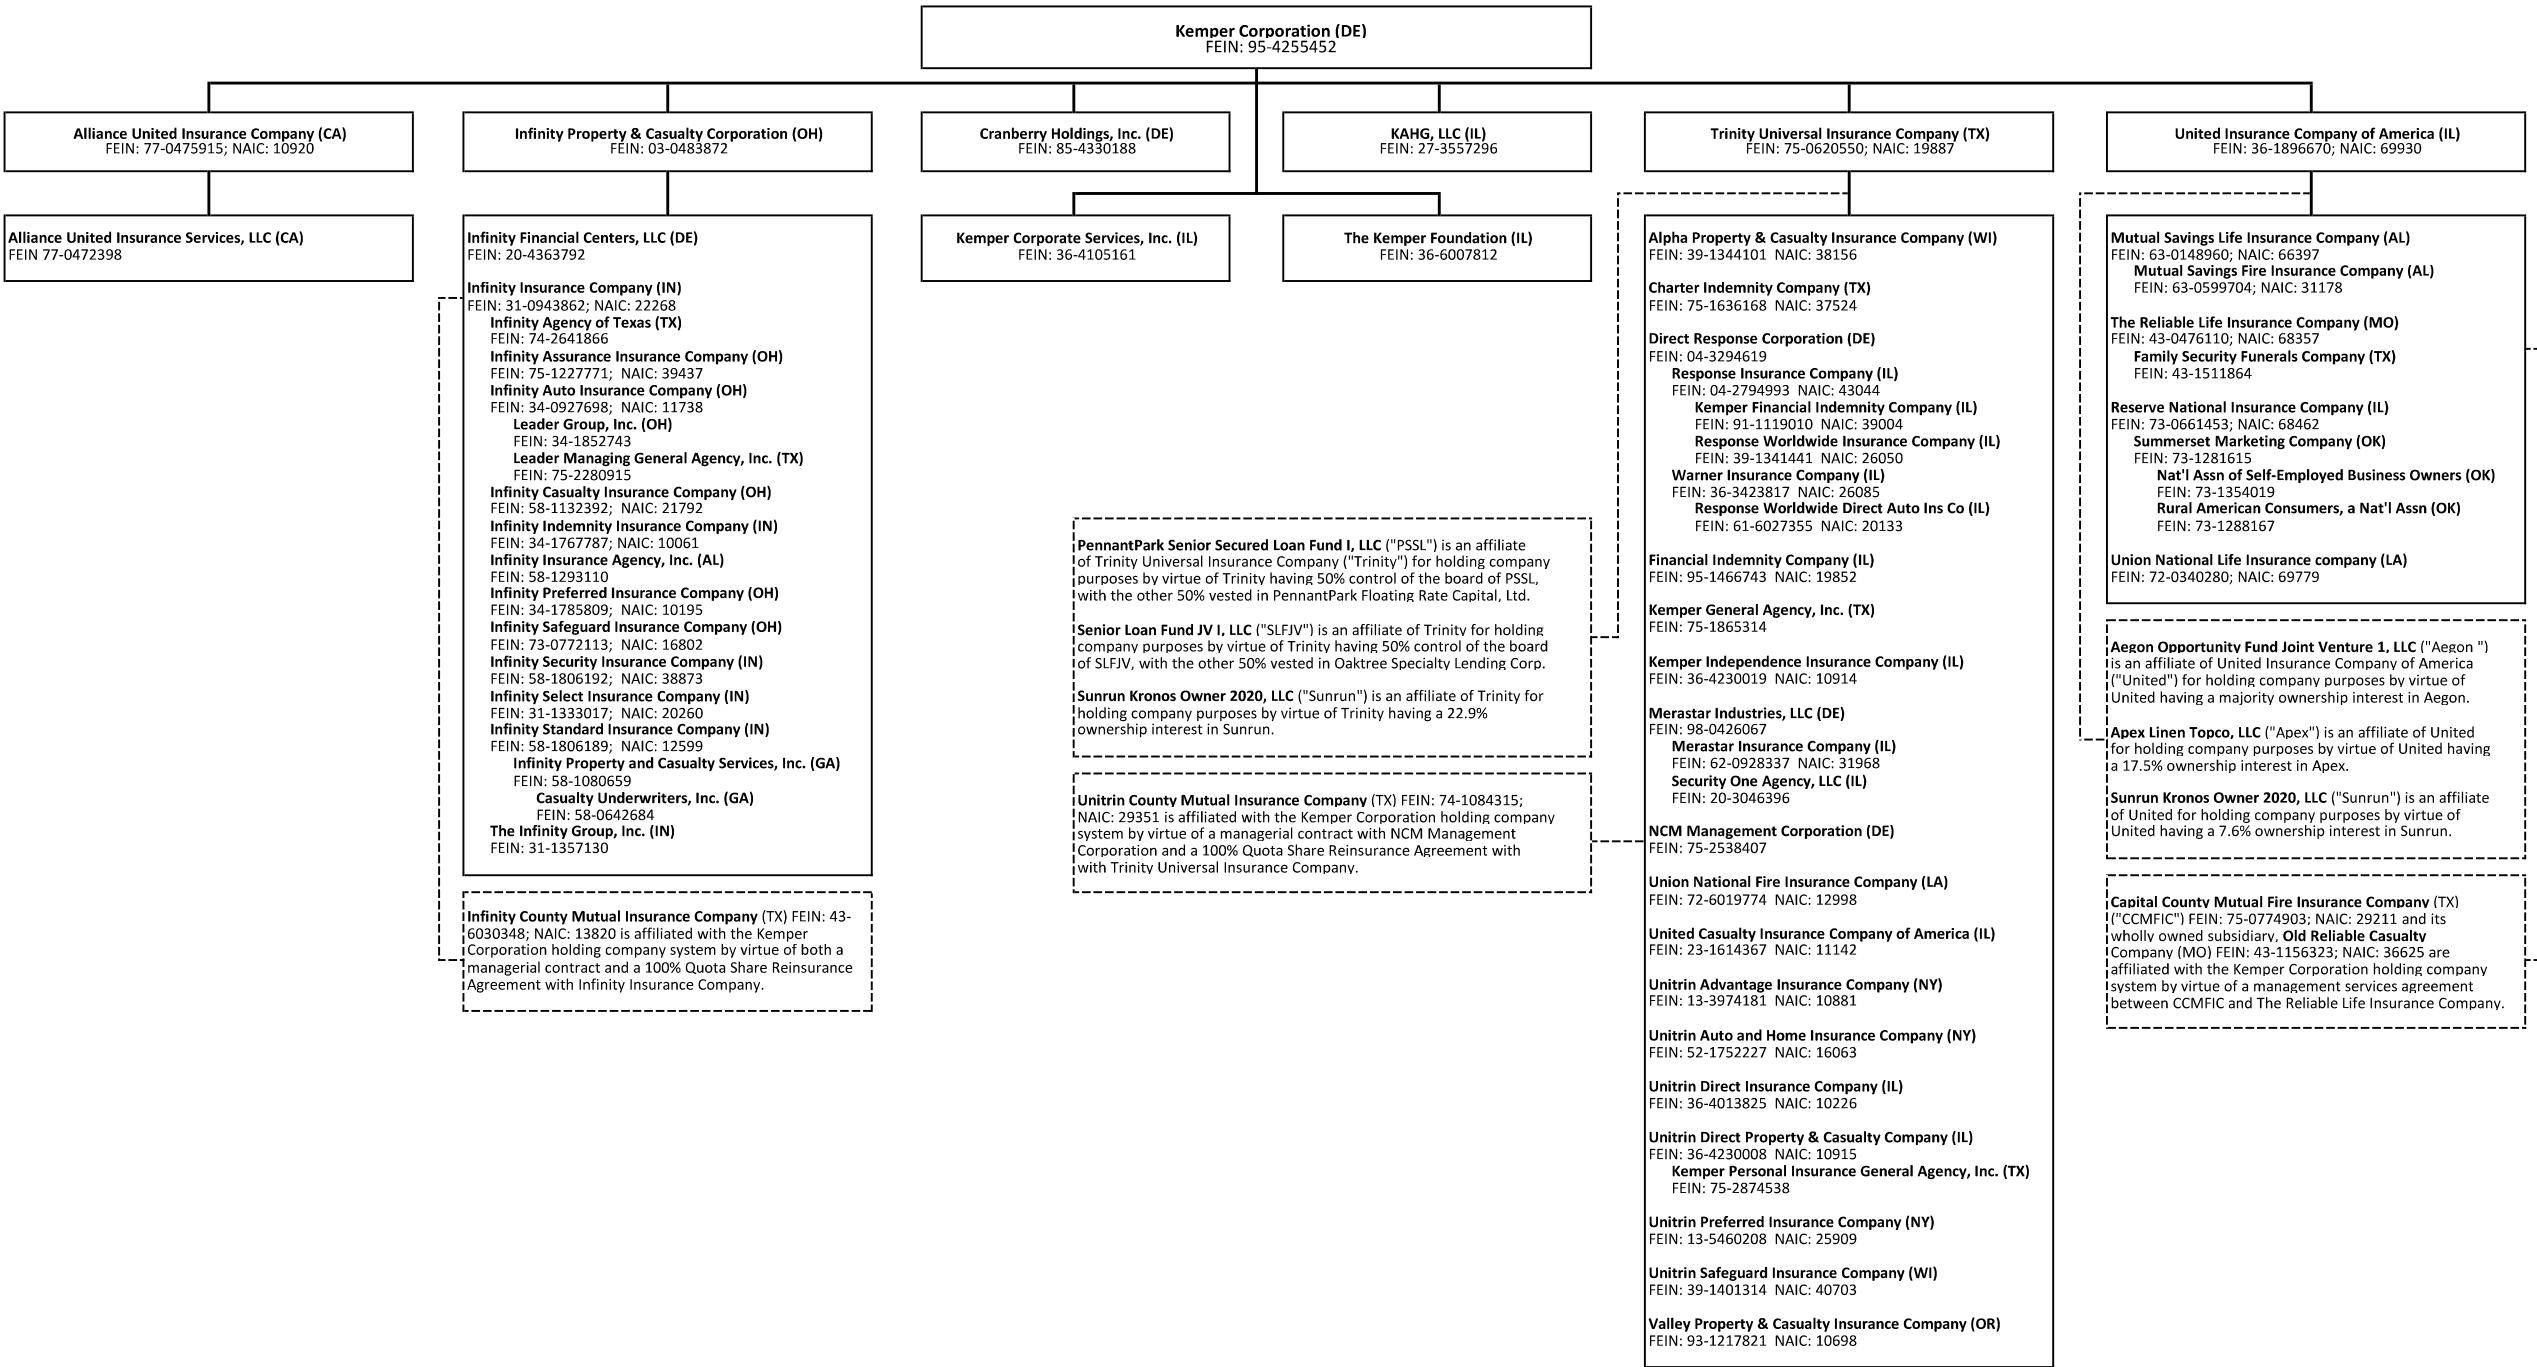 Kemper Corporation (DE)
FEIN: 95-4255452
Alliance United Insurance Company (CA)
FEIN: 77-0475915; NAIC: 10920
Infinity Property & Casualty Corporation (OH)
FEIN: 03-0483872
Cranberry Holdings, Inc. (DE)
FEIN: 85-4330188
KAHG, LLC (IL)
FEIN: 27-3557296
Trinity Universal Insurance Company (TX)
FEIN: 75-0620550; NAIC: 19887
United Insurance Company of America (IL)
FEIN: 36-1896670; NAIC: 69930
Alliance United Insurance Services, LLC (CA)
FEIN 77-0472398
Infinity Financial Centers, LLC (DE)
FEIN: 20-4363792
Infinity Insurance Company (IN)
FEIN: 31-0943862; NAIC: 22268
Infinity Agency of Texas (TX)
FEIN: 74-2641866
Infinity Assurance Insurance Company (OH)
FEIN: 75-1227771;  NAIC: 39437
Infinity Auto Insurance Company (OH)
FEIN: 34-0927698;  NAIC: 11738
Leader Group, Inc. (OH)
FEIN: 34-1852743
Leader Managing General Agency, Inc. (TX)
FEIN: 75-2280915
Infinity Casualty Insurance Company (OH)
FEIN: 58-1132392; NAIC: 21792
Infinity Indemnity Insurance Company (IN)
FEIN: 34-1767787; NAIC: 10061
Infinity Insurance Agency, Inc. (AL)
FEIN: 58-1293110
Infinity Preferred Insurance Company (OH)
FEIN: 34-1785809;  NAIC: 10195
Infinity Safeguard Insurance Company (OH)
FEIN: 73-0772113;  NAIC: 16802
Infinity Security Insurance Company (IN)
FEIN: 58-1806192;  NAIC: 38873
Infinity Select Insurance Company (IN)
FEIN: 31-1333017;  NAIC: 20260
Infinity Standard Insurance Company (IN)
FEIN: 58-1806189;  NAIC: 12599
Infinity Property and Casualty Services, Inc. (GA)
FEIN: 58-1080659
Casualty Underwriters, Inc. (GA)
FEIN: 58-0642684
The Infinity Group, Inc. (IN)
FEIN: 31-1357130
Infinity County Mutual Insurance Company (TX) FEIN: 43-
6030348; NAIC: 13820 is affiliated with the Kemper
Corporation holding company system by virtue of both a
managerial contract and a 100% Quota Share Reinsurance
Agreement with Infinity Insurance Company.
Kemper Corporate Services, Inc. (IL)
FEIN: 36-4105161
The Kemper Foundation (IL)
FEIN: 36-6007812
PennantPark Senior Secured Loan Fund I, LLC ("PSSL") is an affiliate
of Trinity Universal Insurance Company ("Trinity") for holding company
purposes by virtue of Trinity having 50% control of the board of PSSL,
with the other 50% vested in PennantPark Floating Rate Capital, Ltd.
Senior Loan Fund JV I, LLC ("SLFJV") is an affiliate of Trinity for holding
company purposes by virtue of Trinity having 50% control of the board
of SLFJV, with the other 50% vested in Oaktree Specialty Lending Corp.
Sunrun Kronos Owner 2020, LLC ("Sunrun") is an affiliate of Trinity for
holding company purposes by virtue of Trinity having a 22.9%
ownership interest in Sunrun.
Unitrin County Mutual Insurance Company (TX) FEIN: 74-1084315;
NAIC: 29351 is affiliated with the Kemper Corporation holding company
system by virtue of a managerial contract with NCM Management
Corporation and a 100% Quota Share Reinsurance Agreement with
with Trinity Universal Insurance Company.
Alpha Property & Casualty Insurance Company (WI)
FEIN: 39-1344101  NAIC: 38156
Charter Indemnity Company (TX)
FEIN: 75-1636168  NAIC: 37524
Direct Response Corporation (DE)
FEIN: 04-3294619
Response Insurance Company (IL)
FEIN: 04-2794993  NAIC: 43044
Kemper Financial Indemnity Company (IL)
FEIN: 91-1119010  NAIC: 39004
Response Worldwide Insurance Company (IL)
FEIN: 39-1341441  NAIC: 26050
Warner Insurance Company (IL)
FEIN: 36-3423817  NAIC: 26085
Response Worldwide Direct Auto Ins Co (IL)
FEIN: 61-6027355  NAIC: 20133
Financial Indemnity Company (IL)
FEIN: 95-1466743  NAIC: 19852
Kemper General Agency, Inc. (TX)
FEIN: 75-1865314
Kemper Independence Insurance Company (IL)
FEIN: 36-4230019  NAIC: 10914
Merastar Industries, LLC (DE)
FEIN: 98-0426067
Merastar Insurance Company (IL)
FEIN: 62-0928337  NAIC: 31968
Security One Agency, LLC (IL)
FEIN: 20-3046396
NCM Management Corporation (DE)
FEIN: 75-2538407
Union National Fire Insurance Company (LA)
FEIN: 72-6019774  NAIC: 12998
United Casualty Insurance Company of America (IL)
FEIN: 23-1614367  NAIC: 11142
Unitrin Advantage Insurance Company (NY)
FEIN: 13-3974181  NAIC: 10881
Unitrin Auto and Home Insurance Company (NY)
FEIN: 52-1752227  NAIC: 16063
Unitrin Direct Insurance Company (IL)
FEIN: 36-4013825  NAIC: 10226
Unitrin Direct Property & Casualty Company (IL)
FEIN: 36-4230008  NAIC: 10915
Kemper Personal Insurance General Agency, Inc. (TX)
FEIN: 75-2874538
Unitrin Preferred Insurance Company (NY)
FEIN: 13-5460208  NAIC: 25909
Unitrin Safeguard Insurance Company (WI)
FEIN: 39-1401314  NAIC: 40703
Valley Property & Casualty Insurance Company (OR)
FEIN: 93-1217821  NAIC: 10698
Mutual Savings Life Insurance Company (AL)
FEIN: 63-0148960; NAIC: 66397
Mutual Savings Fire Insurance Company (AL)
FEIN: 63-0599704; NAIC: 31178
The Reliable Life Insurance Company (MO)
FEIN: 43-0476110; NAIC: 68357
Family Security Funerals Company (TX)
FEIN: 43-1511864
Reserve National Insurance Company (IL)
FEIN: 73-0661453; NAIC: 68462
Summerset Marketing Company (OK)
FEIN: 73-1281615
Nat'l Assn of Self-Employed Business Owners (OK)
FEIN: 73-1354019
Rural American Consumers, a Nat'l Assn (OK)
FEIN: 73-1288167
Union National Life Insurance company (LA)
FEIN: 72-0340280; NAIC: 69779
Aegon Opportunity Fund Joint Venture 1, LLC ("Aegon ")
is an affiliate of United Insurance Company of America
("United") for holding company purposes by virtue of
United having a majority ownership interest in Aegon.
Apex Linen Topco, LLC ("Apex") is an affiliate of United
for holding company purposes by virtue of United having
a 17.5% ownership interest in Apex.
Sunrun Kronos Owner 2020, LLC ("Sunrun") is an affiliate
of United for holding company purposes by virtue of
United having a 7.6% ownership interest in Sunrun.
Capital County Mutual Fire Insurance Company (TX)
("CCMFIC") FEIN: 75-0774903; NAIC: 29211 and its
wholly owned subsidiary, Old Reliable Casualty
Company (MO) FEIN: 43-1156323; NAIC: 36625 are
affiliated with the Kemper Corporation holding company
system by virtue of a management services agreement
between CCMFIC and The Reliable Life Insurance Company.